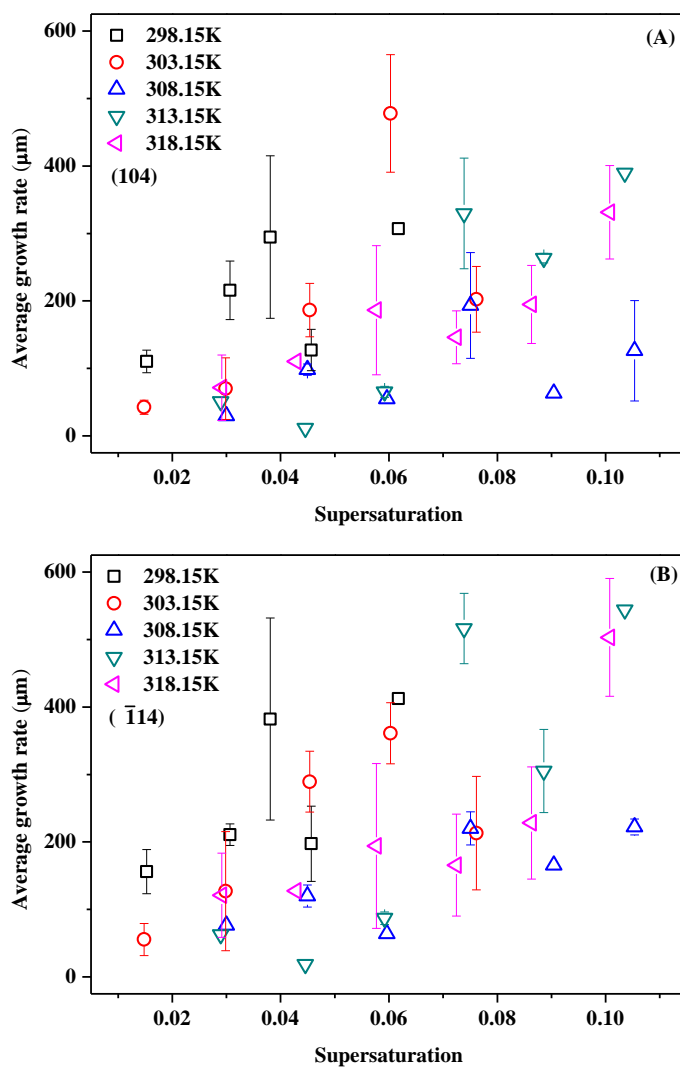 (A)
600
298.15K
303.15K
308.15K
313.15K
400
318.15K
(104)
200
0
Average growth rate (μm)
0.02 0.04 0.06 0.08 0.10
Supersaturation
(B)
600
298.15K
303.15K
308.15K
313.15K
318.15K
400
( 1̅14)
200
0
Average growth rate (μm)
0.02 0.04 0.06 0.08 0.10
Supersaturation